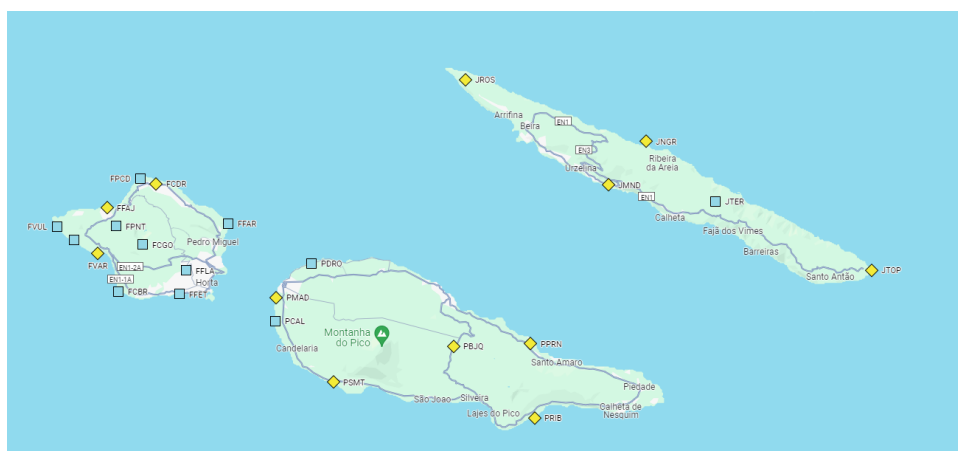 JROS
Arrifina
EN1
Beira
JNGR
EN3
Ribeira
da Areia
Urzelina
JMND
EN1
JTER
Calheta
Fajã dos Vimes
Barreiras
JTOP
Santo Antão
FPCD
FCDR
FFAJ
FVUL
FPNT
FFAR
FCGO
Pedro Miguel
FVAR
EN1-2A
FFLA
EN1-1A
Horta
FCBR
FFET
PDRO
PMAD
PCAL
Candelaria
Montanha
do Pico
PBJQ
PPRN
Santo Amaro
PSMT
Piedade
São Joao
Silveira
Lajes do Pico
PRIB
Calheta de
Nesquim